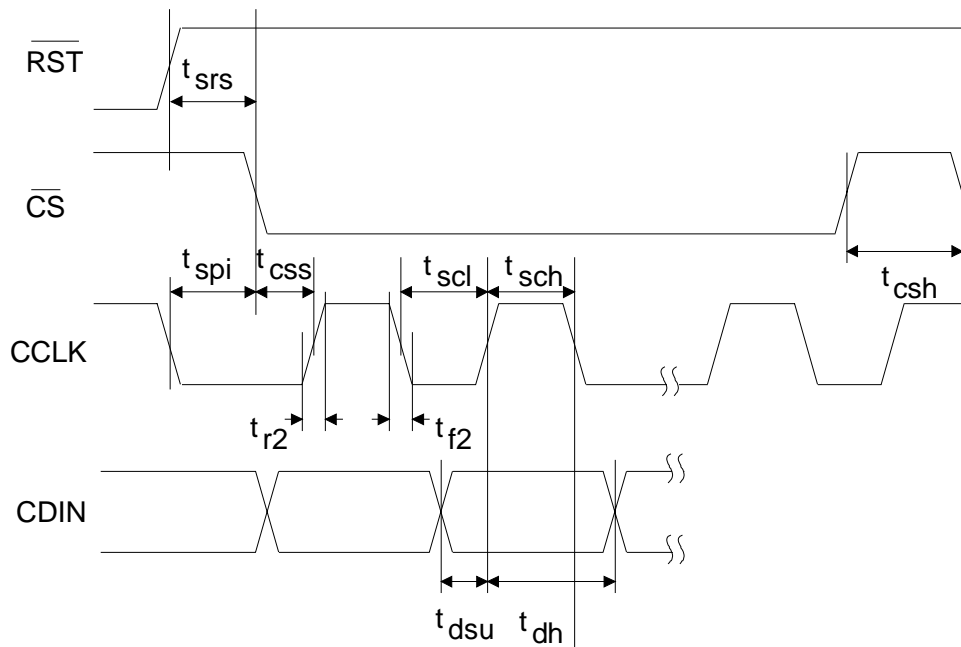 RST
t srs
CS
t spi t css t scl t sch t csh
CCLK
t r2 t f2
CDIN
t dsu t dh